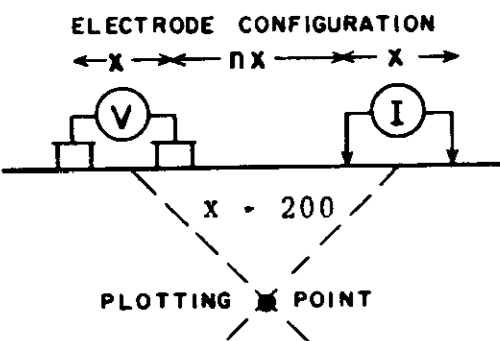 ELECTRODE CONFIGURATION
x nx x
V I
x - 200
PLOTTING POINT